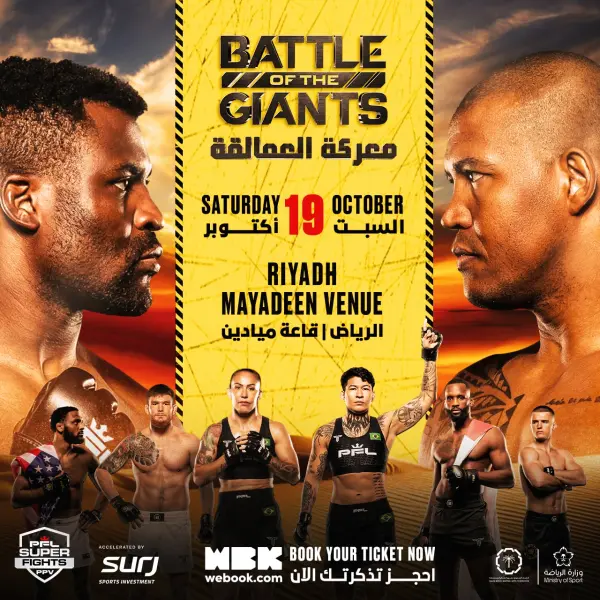 BATTLE
OF THE
GIANTS
معركة العمالقة
SATURDAY 19 OCTOBER
السبت أكتوبر
RIYADH
MAYADEEN VENUE
الرياض | قاعة ميادين
PFL
PFL
SUPER
FIGHTS
PPV
ACCELERATED BY
SURJ
SPORTS INVESTMENT
WBK
webook.com
BOOK YOUR TICKET NOW
احجز تذكرتك الآن
وزارة الرياضة
Ministry of Sport